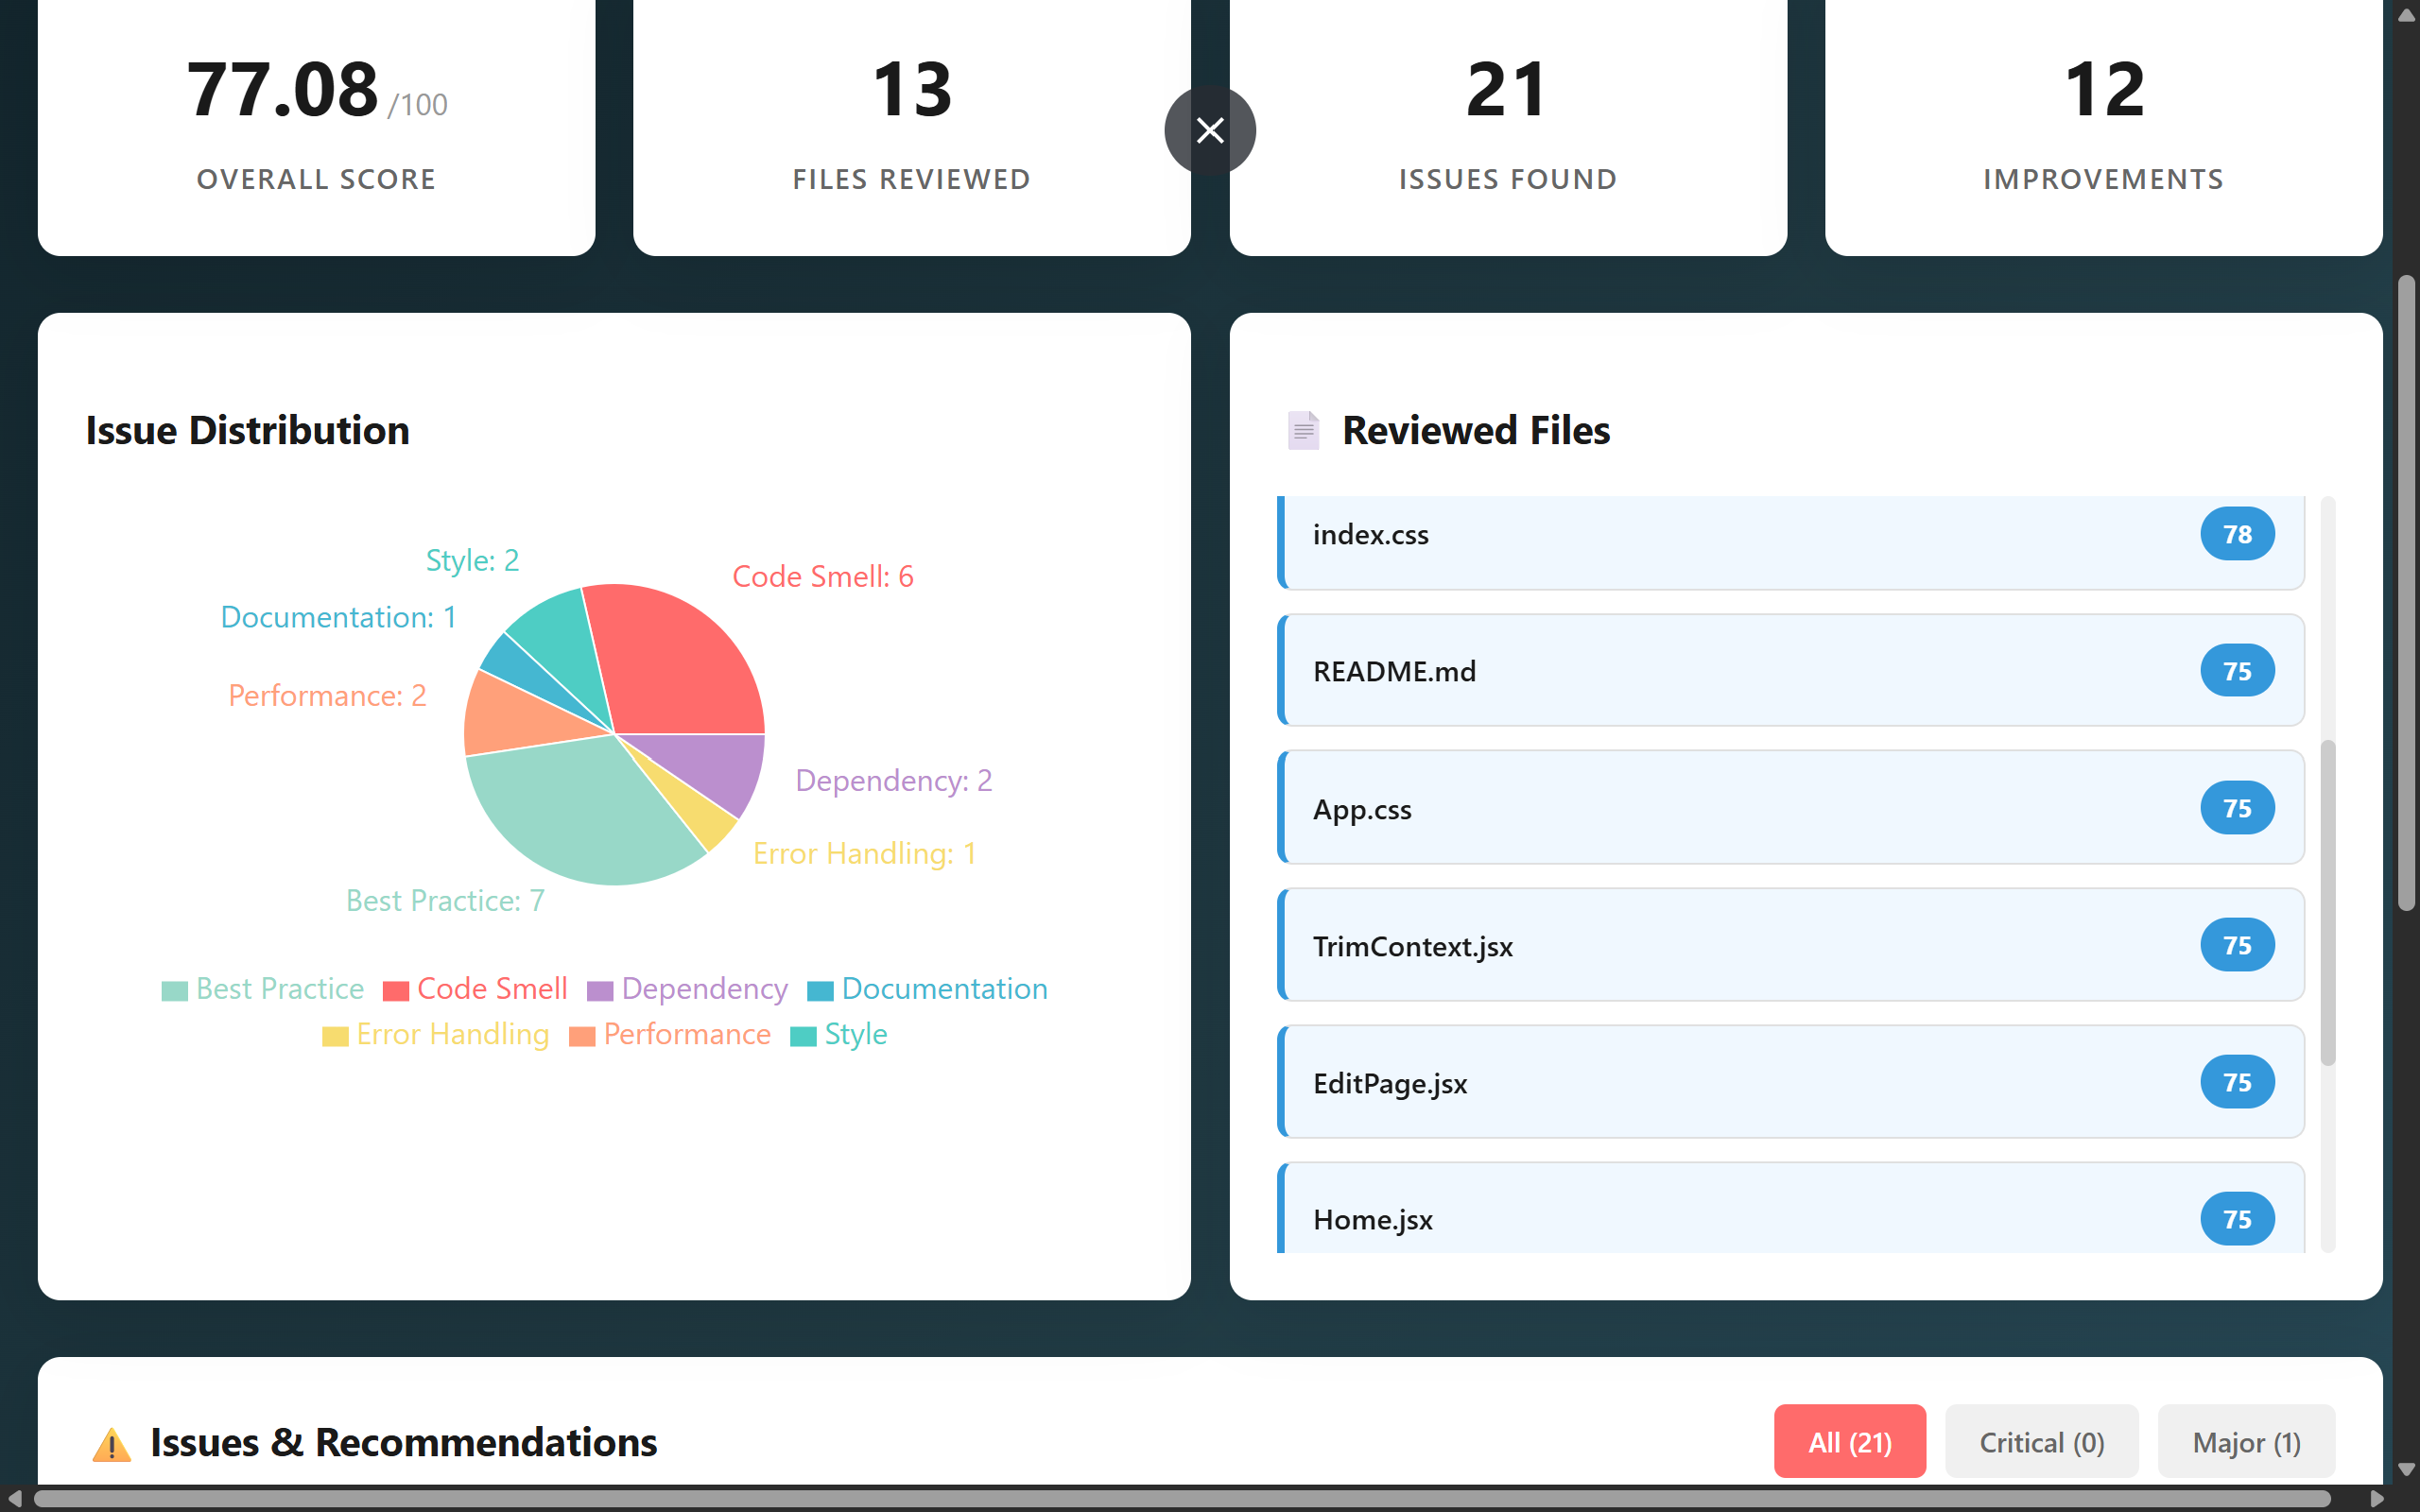 77.08 /100
OVERALL SCORE
13
FILES REVIEWED
21
ISSUES FOUND
12
IMPROVEMENTS
Issue Distribution
Style: 2
Code Smell: 6
Documentation: 1
Performance: 2
Dependency: 2
Error Handling: 1
Best Practice: 7
Best Practice Code Smell Dependency Documentation
Error Handling Performance Style
Reviewed Files
index.css 78
README.md 75
App.css 75
TrimContext.jsx 75
EditPage.jsx 75
Home.jsx 75
Issues & Recommendations
All (21) Critical (0) Major (1)